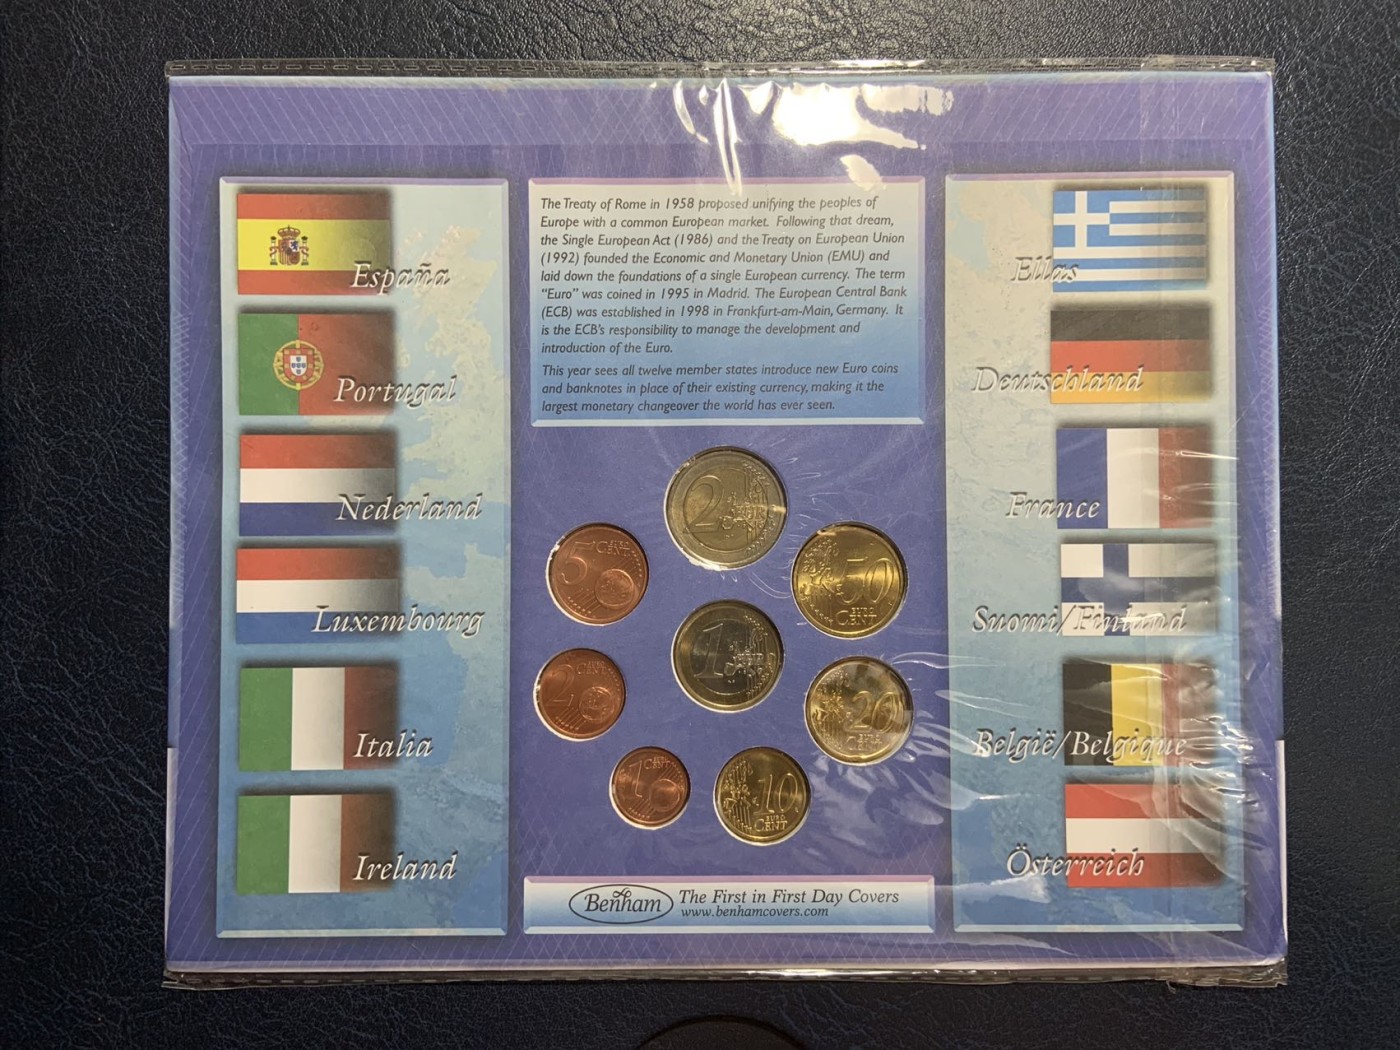 España
Portugal
Nederland
Luxembourg
Italia
Ireland
The Treaty of Rome in 1958 proposed unifying the peoples of
Europe with a common European market. Following that dream,
the Single European Act (1986) and the Treaty on European Union
(1992) founded the Economic and Monetary Union (EMU) and
laid down the foundations of a single European currency. The term
"Euro" was coined in 1995 in Madrid. The European Central Bank
(ECB) was established in 1998 in Frankfurt-am-Main, Germany. It
is the ECB's responsibility to manage the development and
introduction of the Euro.
This year sees all twelve member states introduce new Euro coins
and banknotes in place of their existing currency, making it the
largest monetary changeover the world has ever seen.
2
5 EURO
CENT
50
EURO
CENT
1
2 EURO
CENT
20
EURO
CENT
1 EURO
CENT
10
EURO
CENT
Benham
The First in First Day Covers
www.benhamcovers.com
Ellas
Deutschland
France
Suomi/Finland
België/Belgique
Österreich